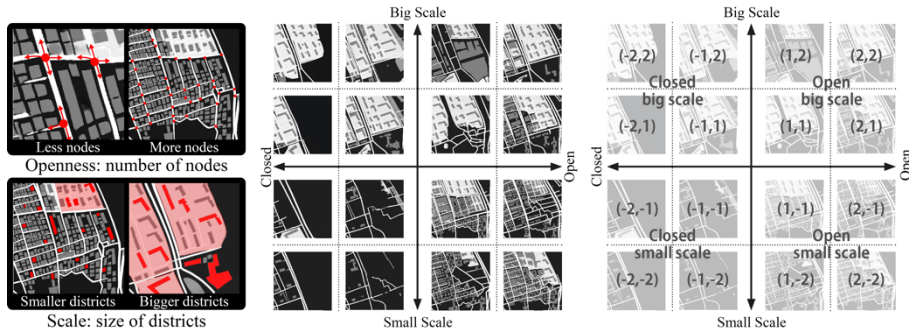 Less nodes
More nodes
Openness: number of nodes
Smaller districts
Bigger districts
Scale: size of districts
Big Scale
Closed
Open
Small Scale
Big Scale
(-2,2) (-1,2) (1,2) (2,2)
Closed
big scale
Open
big scale
(-2,1) (-1,1) (1,1) (2,1)
Closed
Open
(-2,-1) (-1,-1) (1,-1) (2,-1)
Closed
small scale
Open
small scale
(-2,-2) (-1,-2) (1,-2) (2,-2)
Small Scale